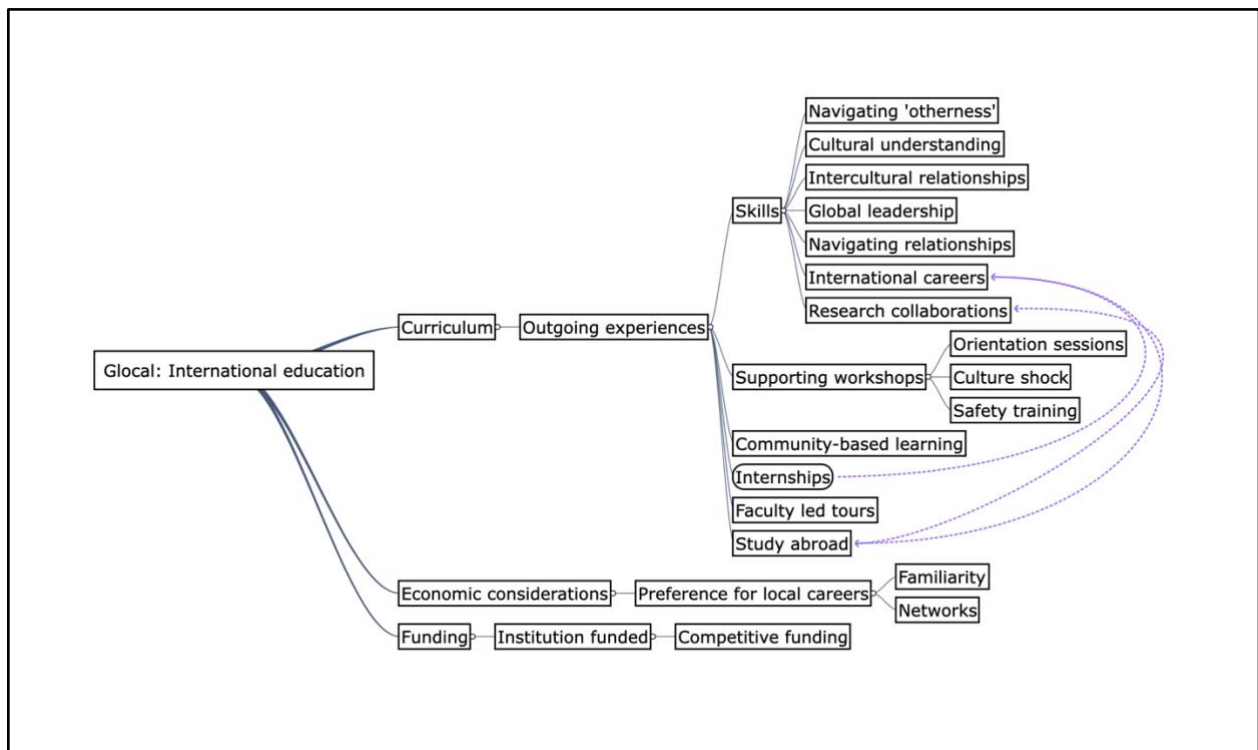 Glocal: International education
Curriculum
Outgoing experiences
Skills
Navigating 'otherness'
Cultural understanding
Intercultural relationships
Global leadership
Navigating relationships
International careers
Research collaborations
Supporting workshops
Orientation sessions
Culture shock
Safety training
Community-based learning
Internships
Faculty led tours
Study abroad
Economic considerations
Preference for local careers
Familiarity
Networks
Funding
Institution funded
Competitive funding